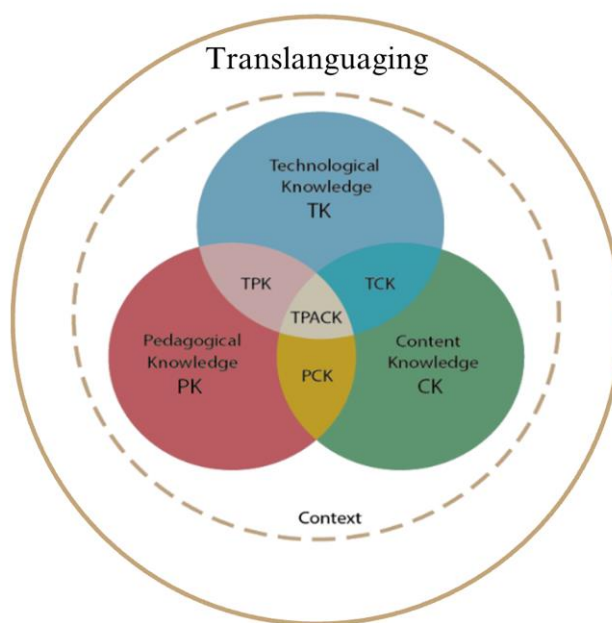 Translanguaging
Technological
Knowledge
TK
TPK
TCK
TPACK
Pedagogical
Knowledge
PK
Content
Knowledge
CK
PCK
Context